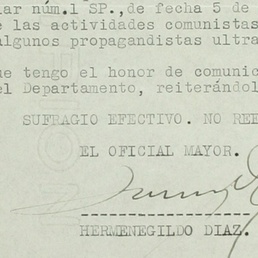 lar núm.1 SP.,de fecha 5 de
e las actividades comunistas
algunos propagandistas ultra
ue tengo el honor de comunic
el Departamento, reiterándol
SUFRAGIO EFECTIVO. NO REE
EL OFICIAL MAYOR.
HERMENEGILDO DIAZ.